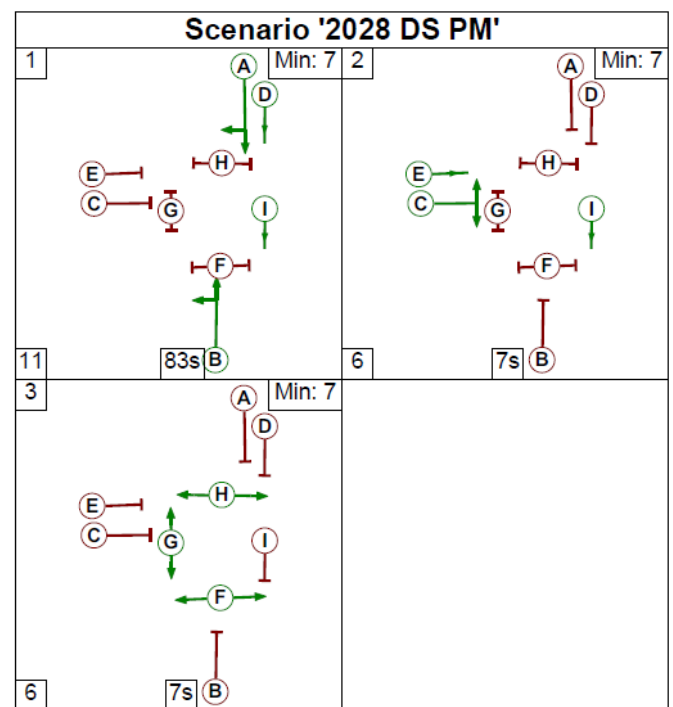 Scenario '2028 DS PM'
1
A
Min: 7
D
H
E
C
G
I
F
11
83s
B
2
A
Min: 7
D
H
E
C
G
I
F
6
7s
B
3
A
Min: 7
D
H
E
C
G
I
F
6
7s
B